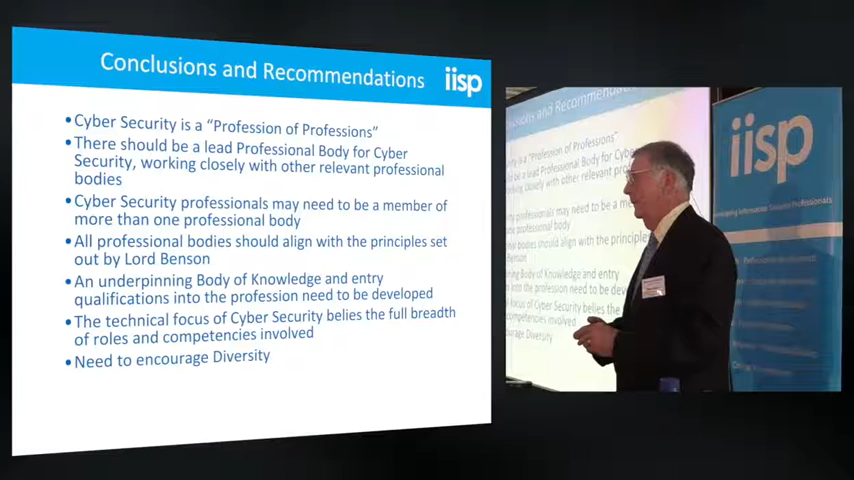 Conclusions and Recommendations
iisp
•Cyber Security is a “Profession of Professions”
•There should be a lead Professional Body for Cyber
Security, working closely with other relevant professional
bodies
•Cyber Security professionals may need to be a member of
more than one professional body
•All professional bodies should align with the principles set
out by Lord Benson
•An underpinning Body of Knowledge and entry
qualifications into the profession need to be developed
•The technical focus of Cyber Security belies the full breadth
of roles and competencies involved
•Need to encourage Diversity
iisp